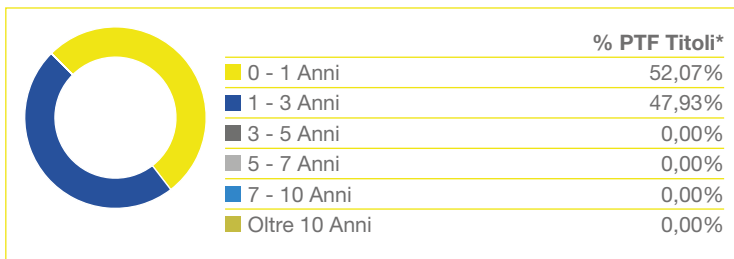 % PTF Titoli*
0 - 1 Anni 52,07%
1 - 3 Anni 47,93%
3 - 5 Anni 0,00%
5 - 7 Anni 0,00%
7 - 10 Anni 0,00%
Oltre 10 Anni 0,00%